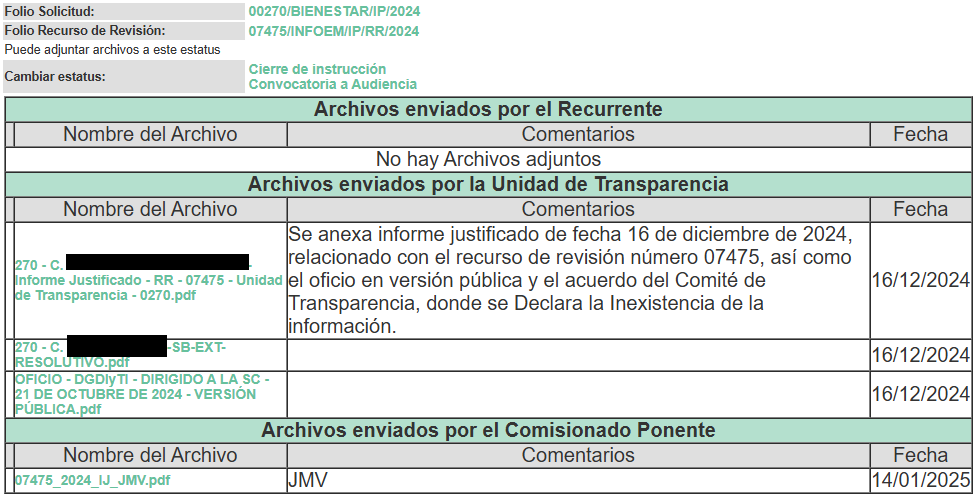 Folio Solicitud: 00270/BIENESTAR/IP/2024
Folio Recurso de Revisión: 07475/INFOEM/IP/RR/2024
Puede adjuntar archivos a este estatus
Cambiar estatus: Cierre de instrucción
Convocatoria a Audiencia
Archivos enviados por el Recurrente
Nombre del Archivo Comentarios Fecha
No hay Archivos adjuntos
Archivos enviados por la Unidad de Transparencia
Nombre del Archivo Comentarios Fecha
270 - C. -
Informe Justificado - RR - 07475 - Unidad
de Transparencia - 0270.pdf
Se anexa informe justificado de fecha 16 de diciembre de 2024,
relacionado con el recurso de revisión número 07475, así como
el oficio en versión pública y el acuerdo del Comité de
Transparencia, donde se Declara la Inexistencia de la
información.
16/12/2024
270 - C. -SB-EXT-
RESOLUTIVO.pdf
16/12/2024
OFICIO - DGDIyTI - DIRIGIDO A LA SC -
21 DE OCTUBRE DE 2024 - VERSIÓN
PÚBLICA.pdf
16/12/2024
Archivos enviados por el Comisionado Ponente
Nombre del Archivo Comentarios Fecha
07475_2024_IJ_JMV.pdf JMV 14/01/2025